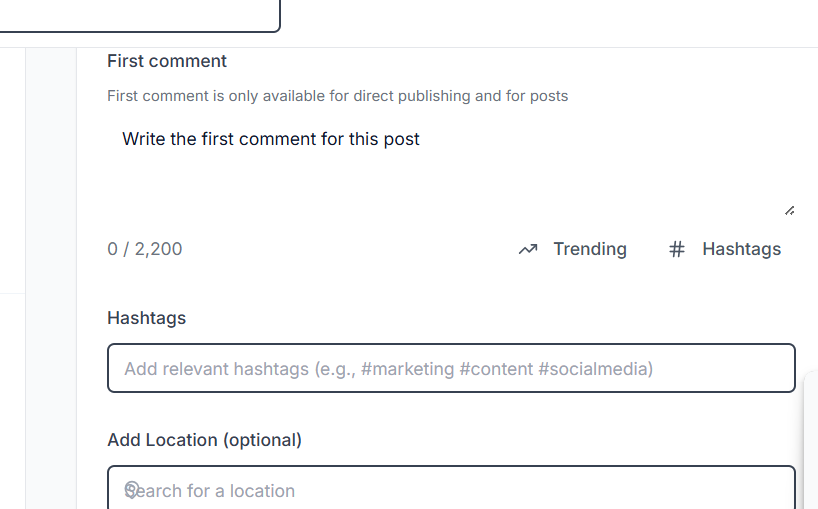 First comment
First comment is only available for direct publishing and for posts
Write the first comment for this post
0 / 2,200
Trending
# Hashtags
Hashtags
Add relevant hashtags (e.g., #marketing #content #socialmedia)
Add Location (optional)
Search for a location